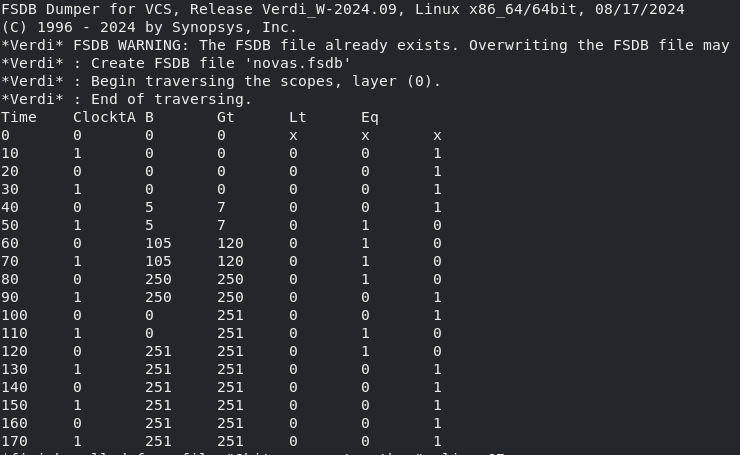 FSDB Dumper for VCS, Release Verdi_W-2024.09, Linux x86_64/64bit, 08/17/2024
(C) 1996 - 2024 by Synopsys, Inc.
*Verdi* FSDB WARNING: The FSDB file already exists. Overwriting the FSDB file may
*Verdi* : Create FSDB file 'novas.fsdb'
*Verdi* : Begin traversing the scopes, layer (0).
*Verdi* : End of traversing.
Time ClocktA B Gt Lt Eq
0 0 0 0 x x x
10 1 0 0 0 0 1
20 0 0 0 0 0 1
30 1 0 0 0 0 1
40 0 5 7 0 0 1
50 1 5 7 0 1 0
60 0 105 120 0 1 0
70 1 105 120 0 1 0
80 0 250 250 0 1 0
90 1 250 250 0 0 1
100 0 0 251 0 0 1
110 1 0 251 0 1 0
120 0 251 251 0 1 0
130 1 251 251 0 0 1
140 0 251 251 0 0 1
150 1 251 251 0 0 1
160 0 251 251 0 0 1
170 1 251 251 0 0 1